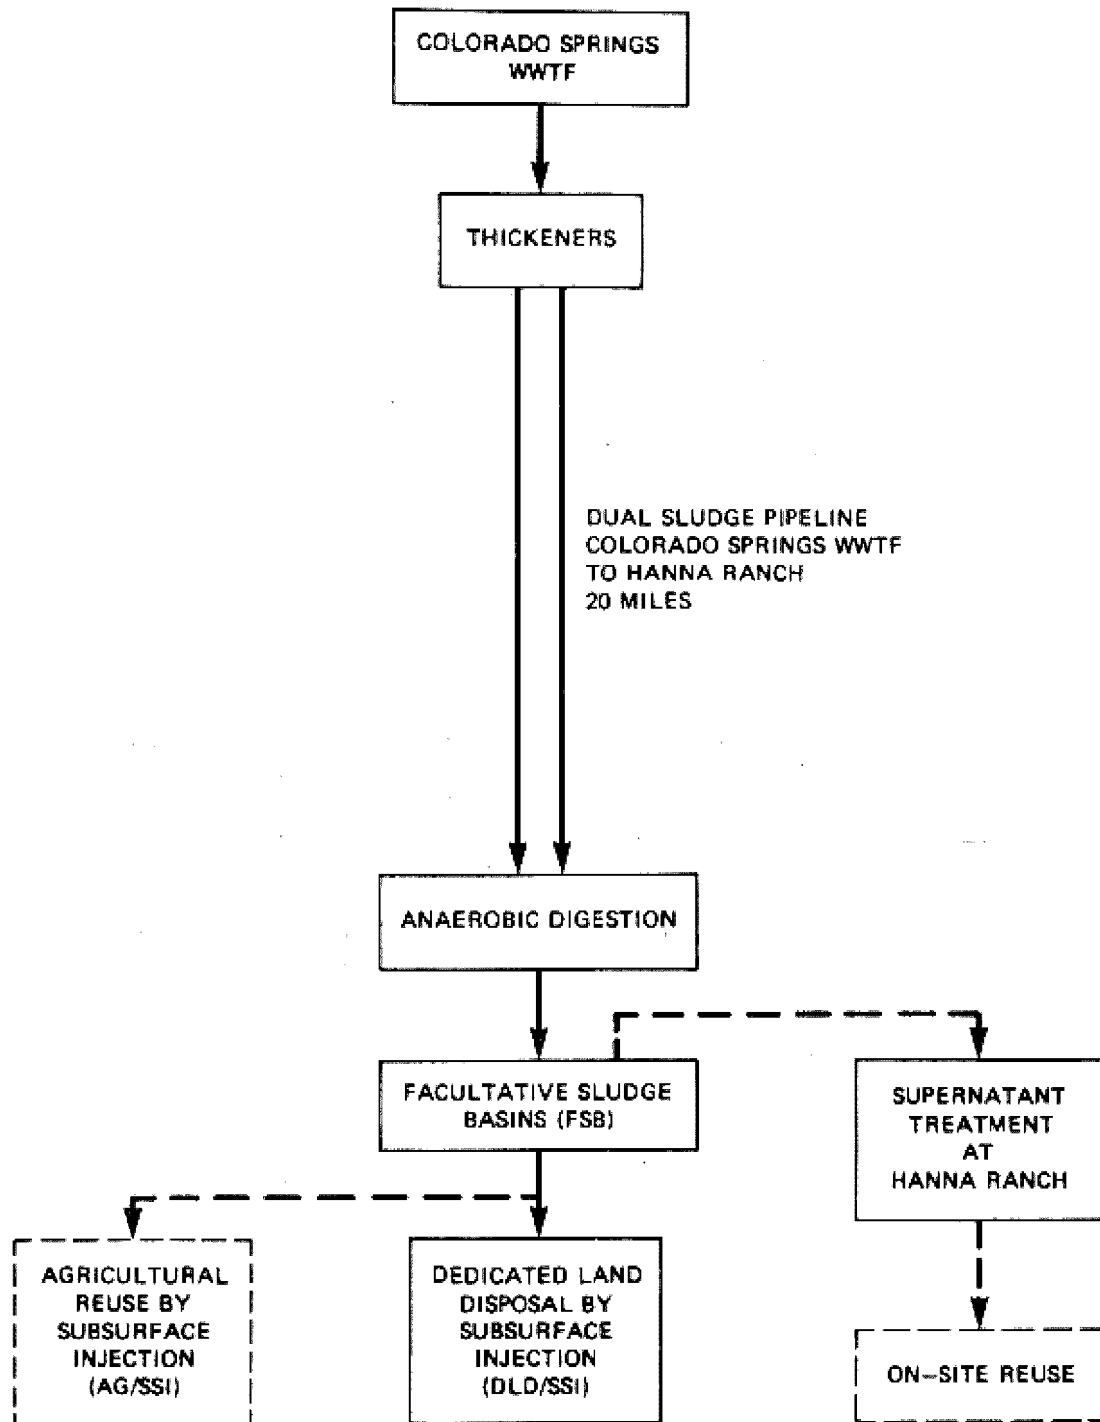 COLORADO SPRINGS
WWTF
THICKENERS
DUAL SLUDGE PIPELINE
COLORADO SPRINGS WWTF
TO HANNA RANCH
20 MILES
ANAEROBIC DIGESTION
FACULTATIVE SLUDGE
BASINS (FSB)
SUPERNATANT
TREATMENT
AT
HANNA RANCH
AGRICULTURAL
REUSE BY
SUBSURFACE
INJECTION
(AG/SSI)
DEDICATED LAND
DISPOSAL BY
SUBSURFACE
INJECTION
(DLD/SSI)
ON-SITE REUSE